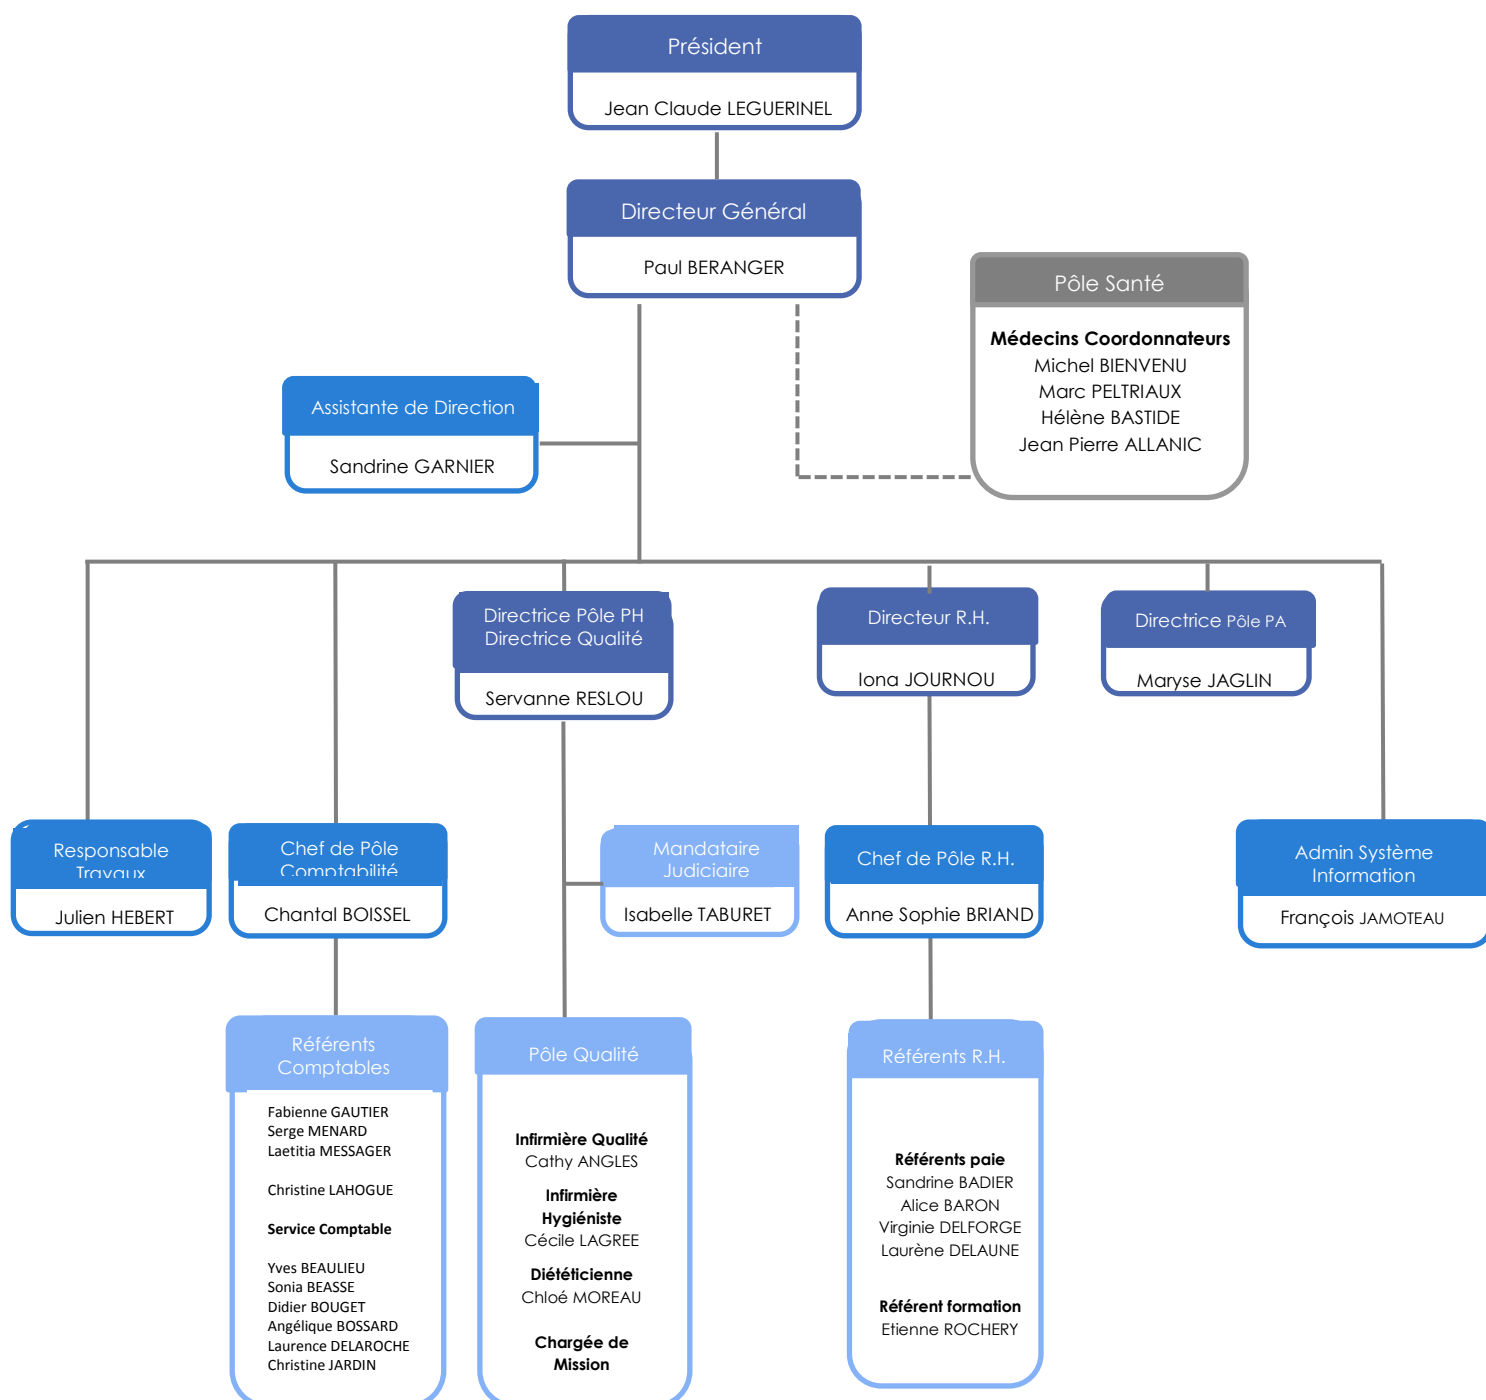 Président
Jean Claude LEGUERINEL
Directeur Général
Paul BERANGER
Pôle Santé
Médecins Coordonnateurs
Michel BIENVENU
Marc PELTRIAUX
Hélène BASTIDE
Jean Pierre ALLANIC
Assistante de Direction
Sandrine GARNIER
Directrice Pôle PH
Directrice Qualité
Servanne RESLOU
Directeur R.H.
Iona JOURNOU
Directrice Pôle PA
Maryse JAGLIN
Responsable
Travaux
Julien HEBERT
Chef de Pôle
Comptabilité
Chantal BOISSEL
Mandataire
Judiciaire
Isabelle TABURET
Chef de Pôle R.H.
Anne Sophie BRIAND
Admin Système
Information
François JAMOTEAU
Référents
Comptables
Fabienne GAUTIER
Serge MENARD
Laetitia MESSAGER
Christine LAHOGUE
Service Comptable
Yves BEAULIEU
Sonia BEASSE
Didier BOUGET
Angélique BOSSARD
Laurence DELAROCHE
Christine JARDIN
Pôle Qualité
Infirmière Qualité
Cathy ANGLES
Infirmière
Hygiéniste
Cécile LAGREE
Diététicienne
Chloé MOREAU
Chargée de
Mission
Référents R.H.
Référents paie
Sandrine BADIER
Alice BARON
Virginie DELFORGE
Laurène DELAUNE
Référent formation
Etienne ROCHERY